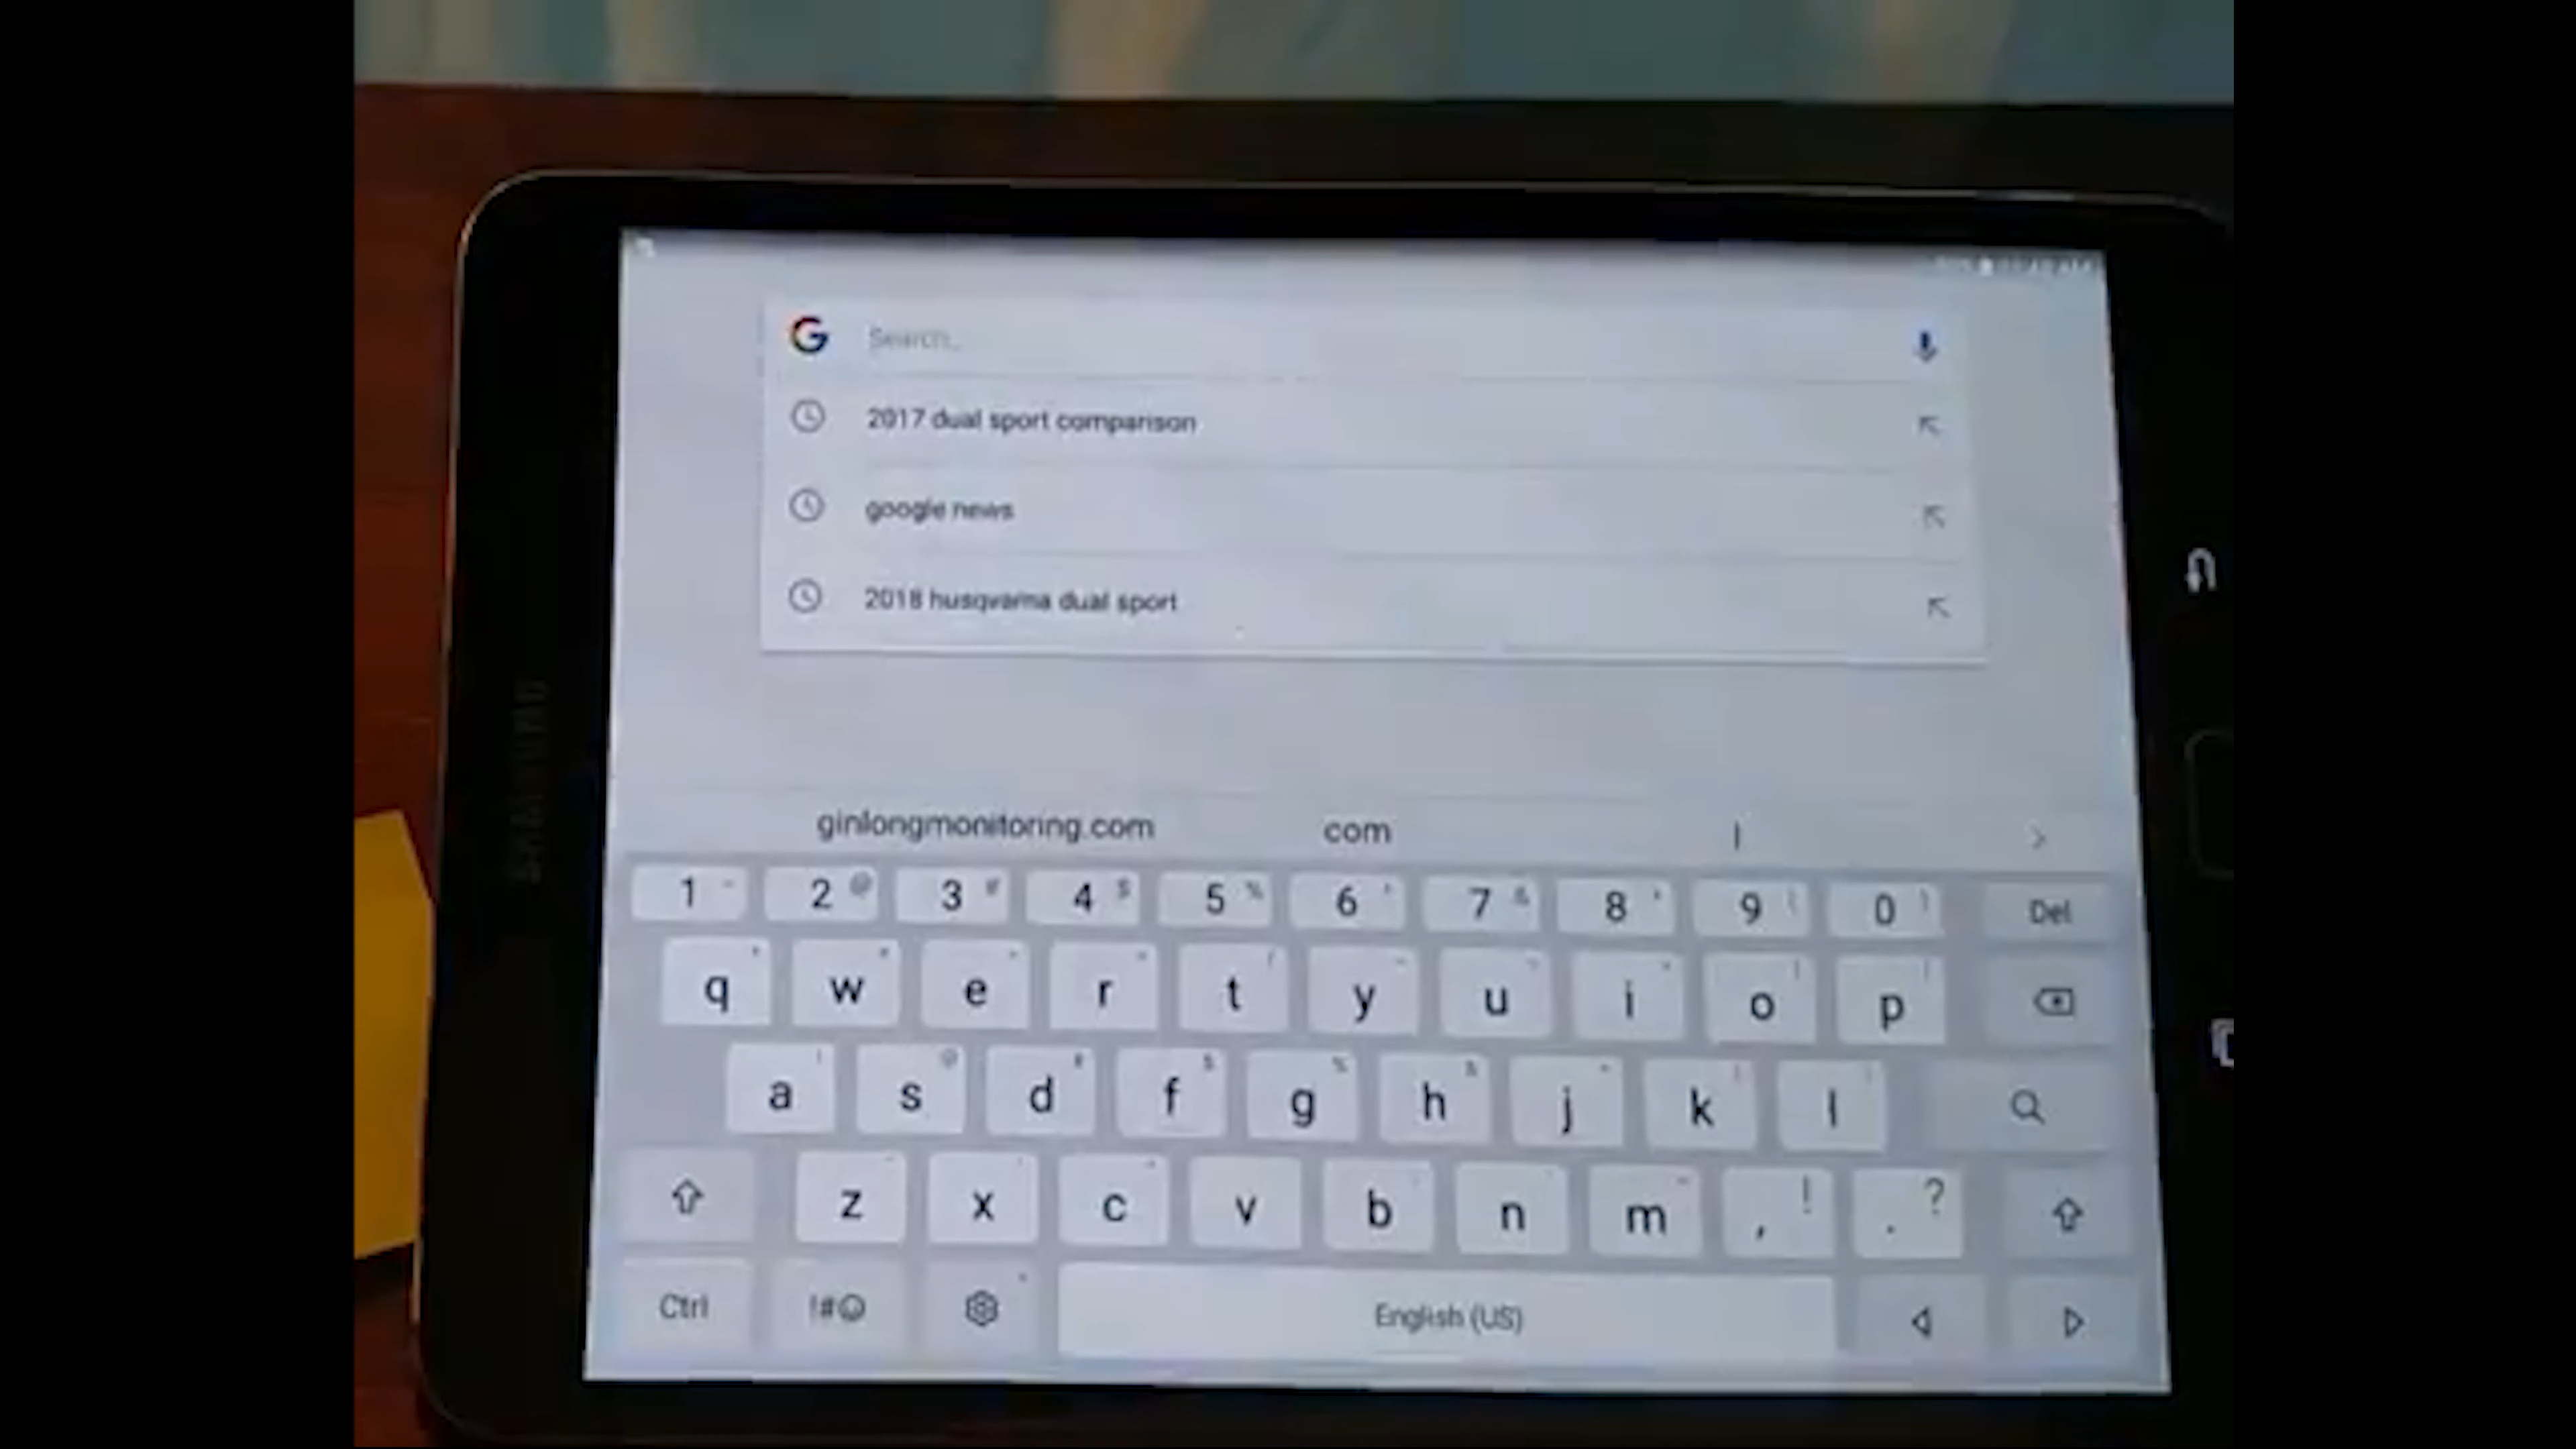 G Search...
2017 dual sport comparison
google news
2018 husqvarna dual sport
SAMSUNG
ginlongmonitoring.com com I >
1 2 @ 3 # 4 $ 5 % 6 7 & 8 9 ( 0 ) Del
q w e r t y u i o p
a s @ d # f $ g % h & j k l
z x c v b n m , ! . ?
Ctrl !#☺ English (US)